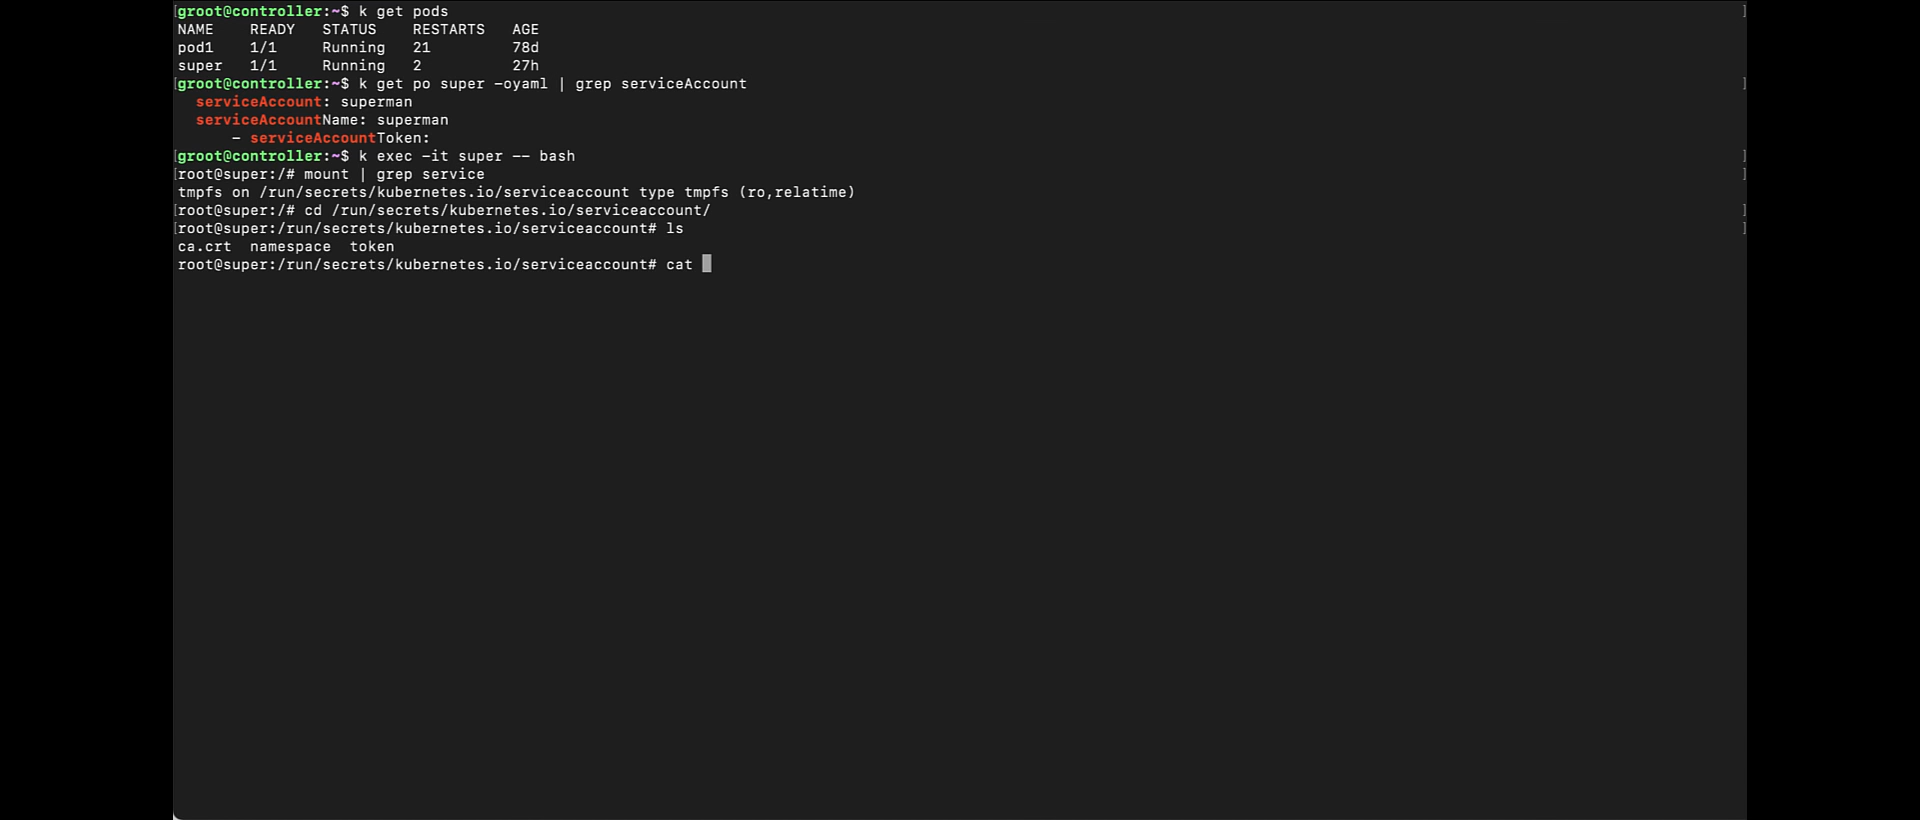 [groot@controller:~$ k get pods ]
NAME    READY   STATUS    RESTARTS   AGE
pod1    1/1     Running   21         78d
super   1/1     Running   2          27h
[groot@controller:~$ k get po super -oyaml | grep serviceAccount ]
  serviceAccount: superman
  serviceAccountName: superman
      - serviceAccountToken:
[groot@controller:~$ k exec -it super -- bash ]
[root@super:/# mount | grep service ]
tmpfs on /run/secrets/kubernetes.io/serviceaccount type tmpfs (ro,relatime)
[root@super:/# cd /run/secrets/kubernetes.io/serviceaccount/ ]
[root@super:/run/secrets/kubernetes.io/serviceaccount# ls ]
ca.crt  namespace  token
root@super:/run/secrets/kubernetes.io/serviceaccount# cat